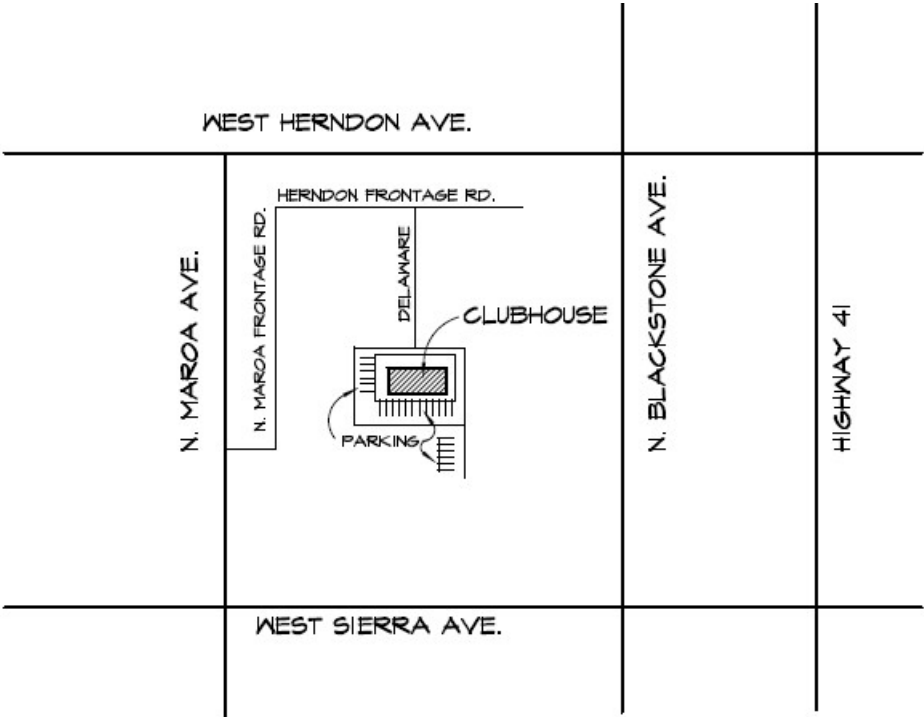 WEST HERNDON AVE.
HERNDON FRONTAGE RD.
N. MAROA AVE.
N. MAROA FRONTAGE RD.
DELAWARE
CLUBHOUSE
N. BLACKSTONE AVE.
HIGHWAY 41
PARKING
WEST SIERRA AVE.